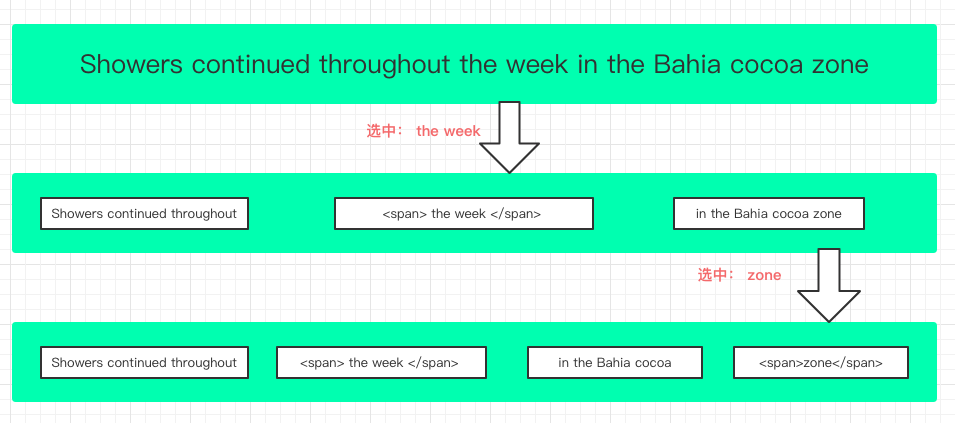 Showers continued throughout the week in the Bahia cocoa zone
选中： the week
Showers continued throughout
<span> the week </span>
in the Bahia cocoa zone
选中： zone
Showers continued throughout
<span> the week </span>
in the Bahia cocoa
<span>zone</span>